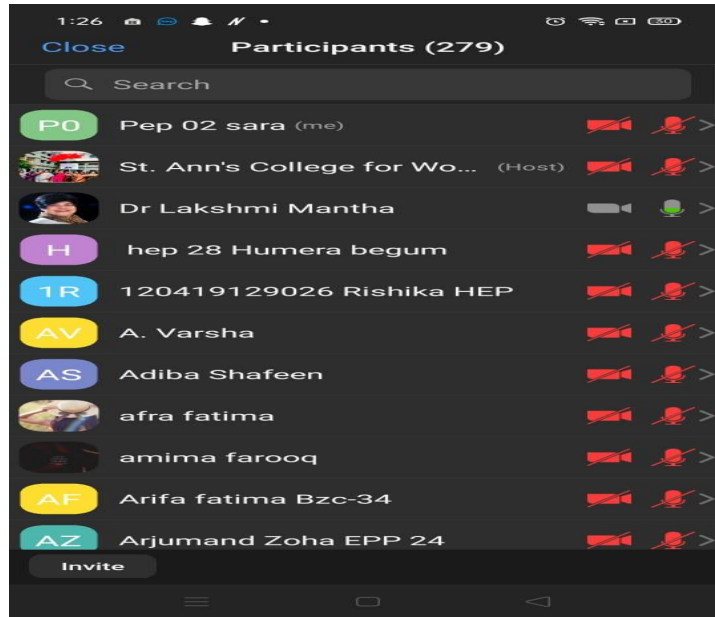 1:26 30
Close Participants (279)
Search
P0 Pep 02 sara (me)
St. Ann's College for Wo... (Host)
Dr Lakshmi Mantha
H hep 28 Humera begum
1R 120419129026 Rishika HEP
AV A. Varsha
AS Adiba Shafeen
afra fatima
amima farooq
AF Arifa fatima Bzc-34
AZ Arjumand Zoha EPP 24
Invite